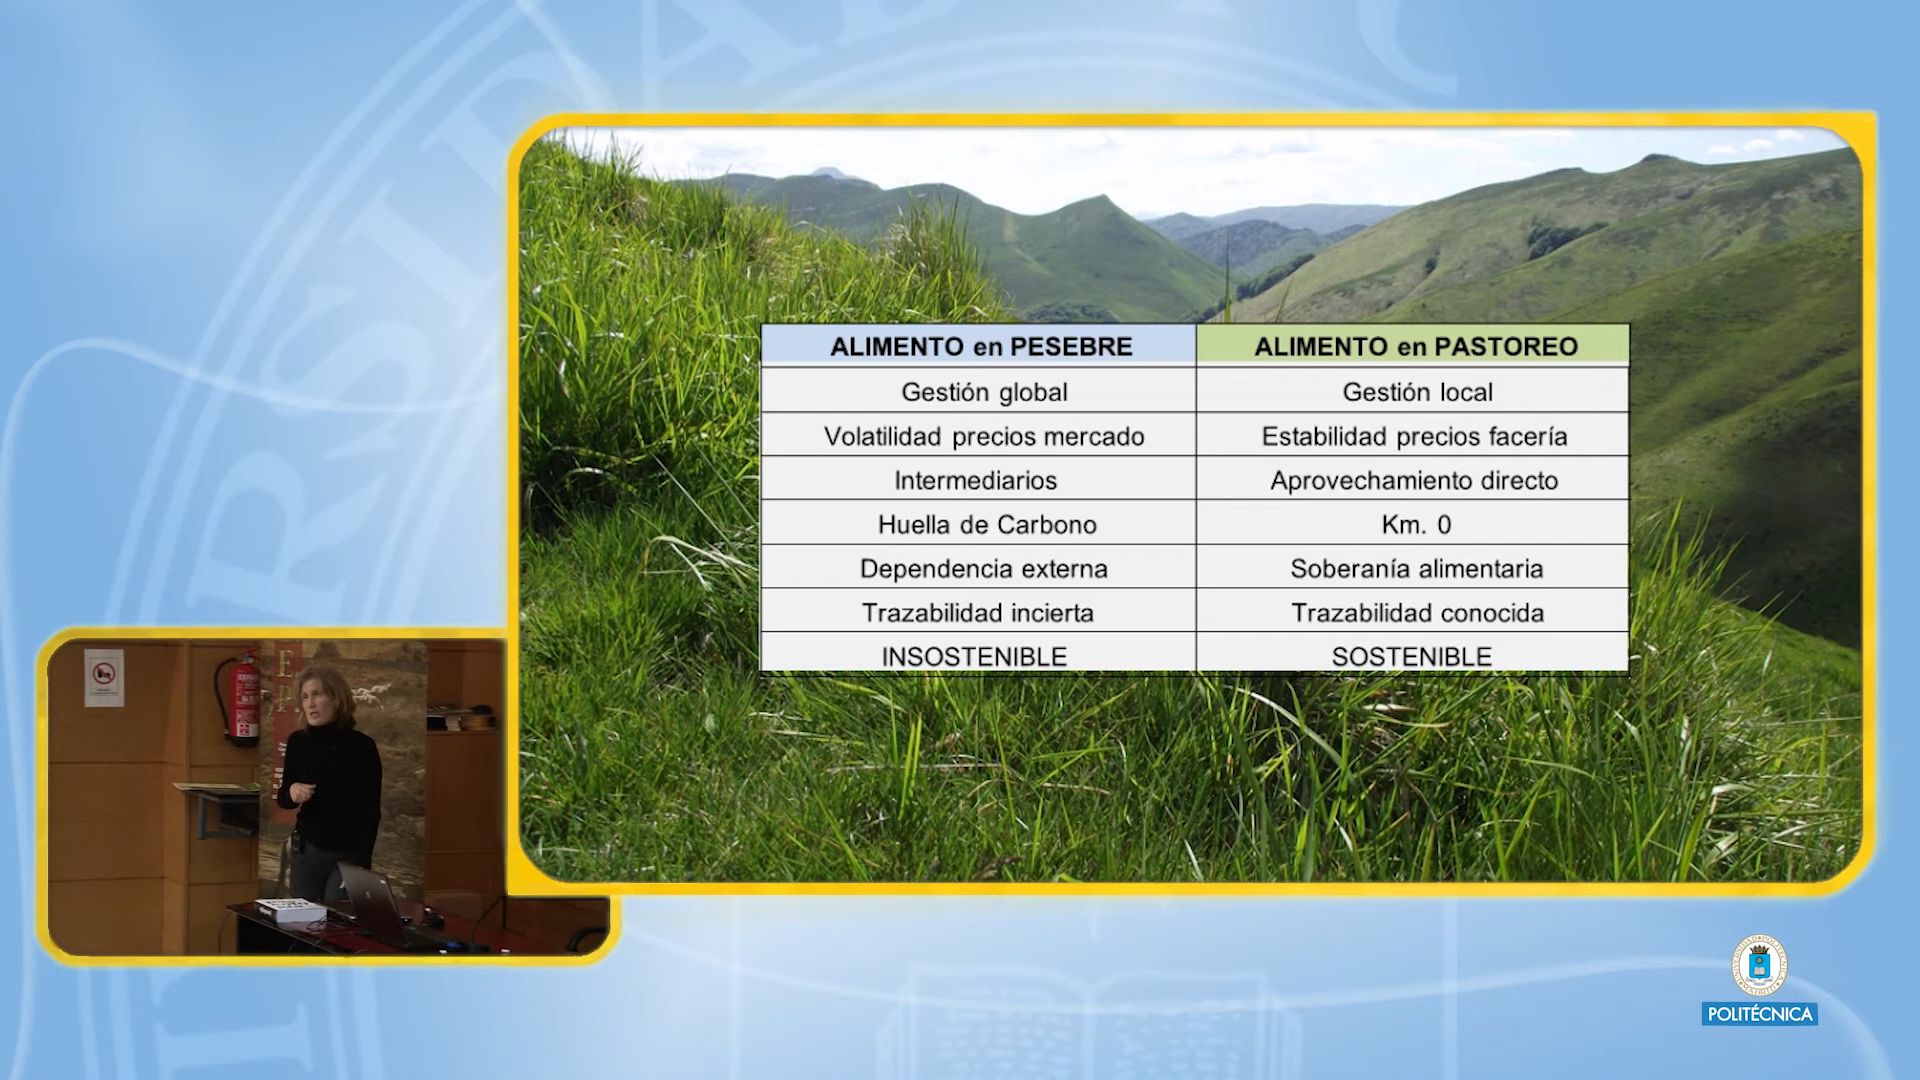 ALIMENTO en PESEBRE ALIMENTO en PASTOREO
Gestión global Gestión local
Volatilidad precios mercado Estabilidad precios facería
Intermediarios Aprovechamiento directo
Huella de Carbono Km. 0
Dependencia externa Soberanía alimentaria
Trazabilidad incierta Trazabilidad conocida
INSOSTENIBLE SOSTENIBLE
POLITÉCNICA